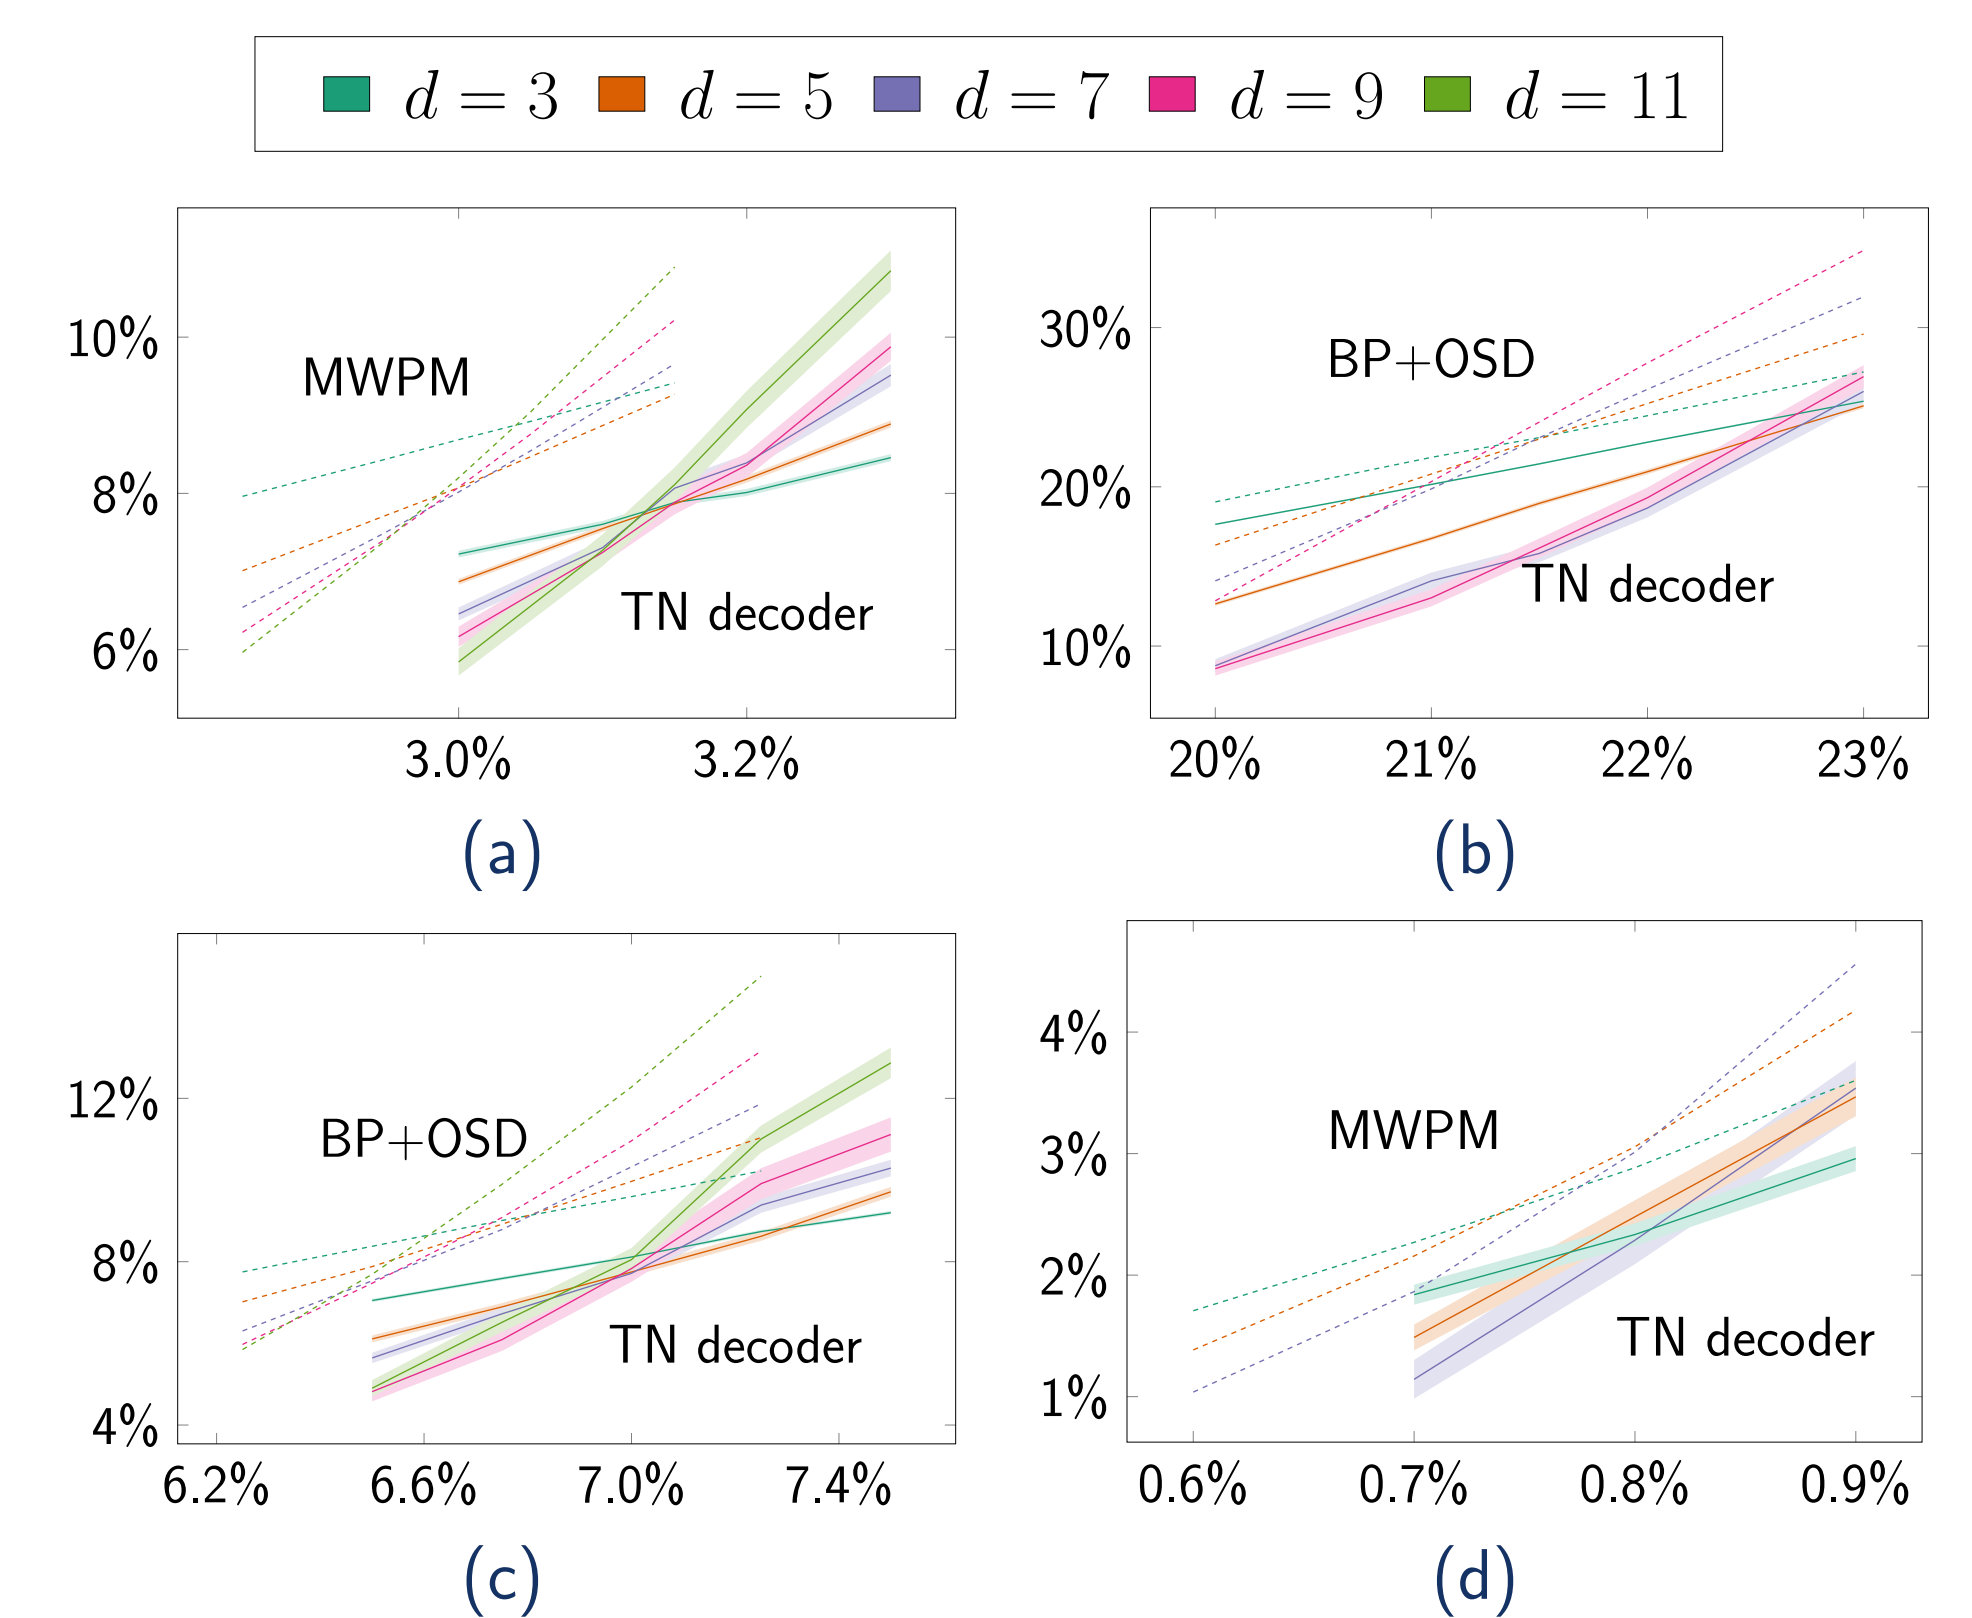 d = 3 d = 5 d = 7 d = 9 d = 11
10%
8%
6%
MWPM
TN decoder
3.0% 3.2%
(a)
30%
20%
10%
BP+OSD
TN decoder
20% 21% 22% 23%
(b)
12%
8%
4%
BP+OSD
TN decoder
6.2% 6.6% 7.0% 7.4%
(c)
4%
3%
2%
1%
MWPM
TN decoder
0.6% 0.7% 0.8% 0.9%
(d)